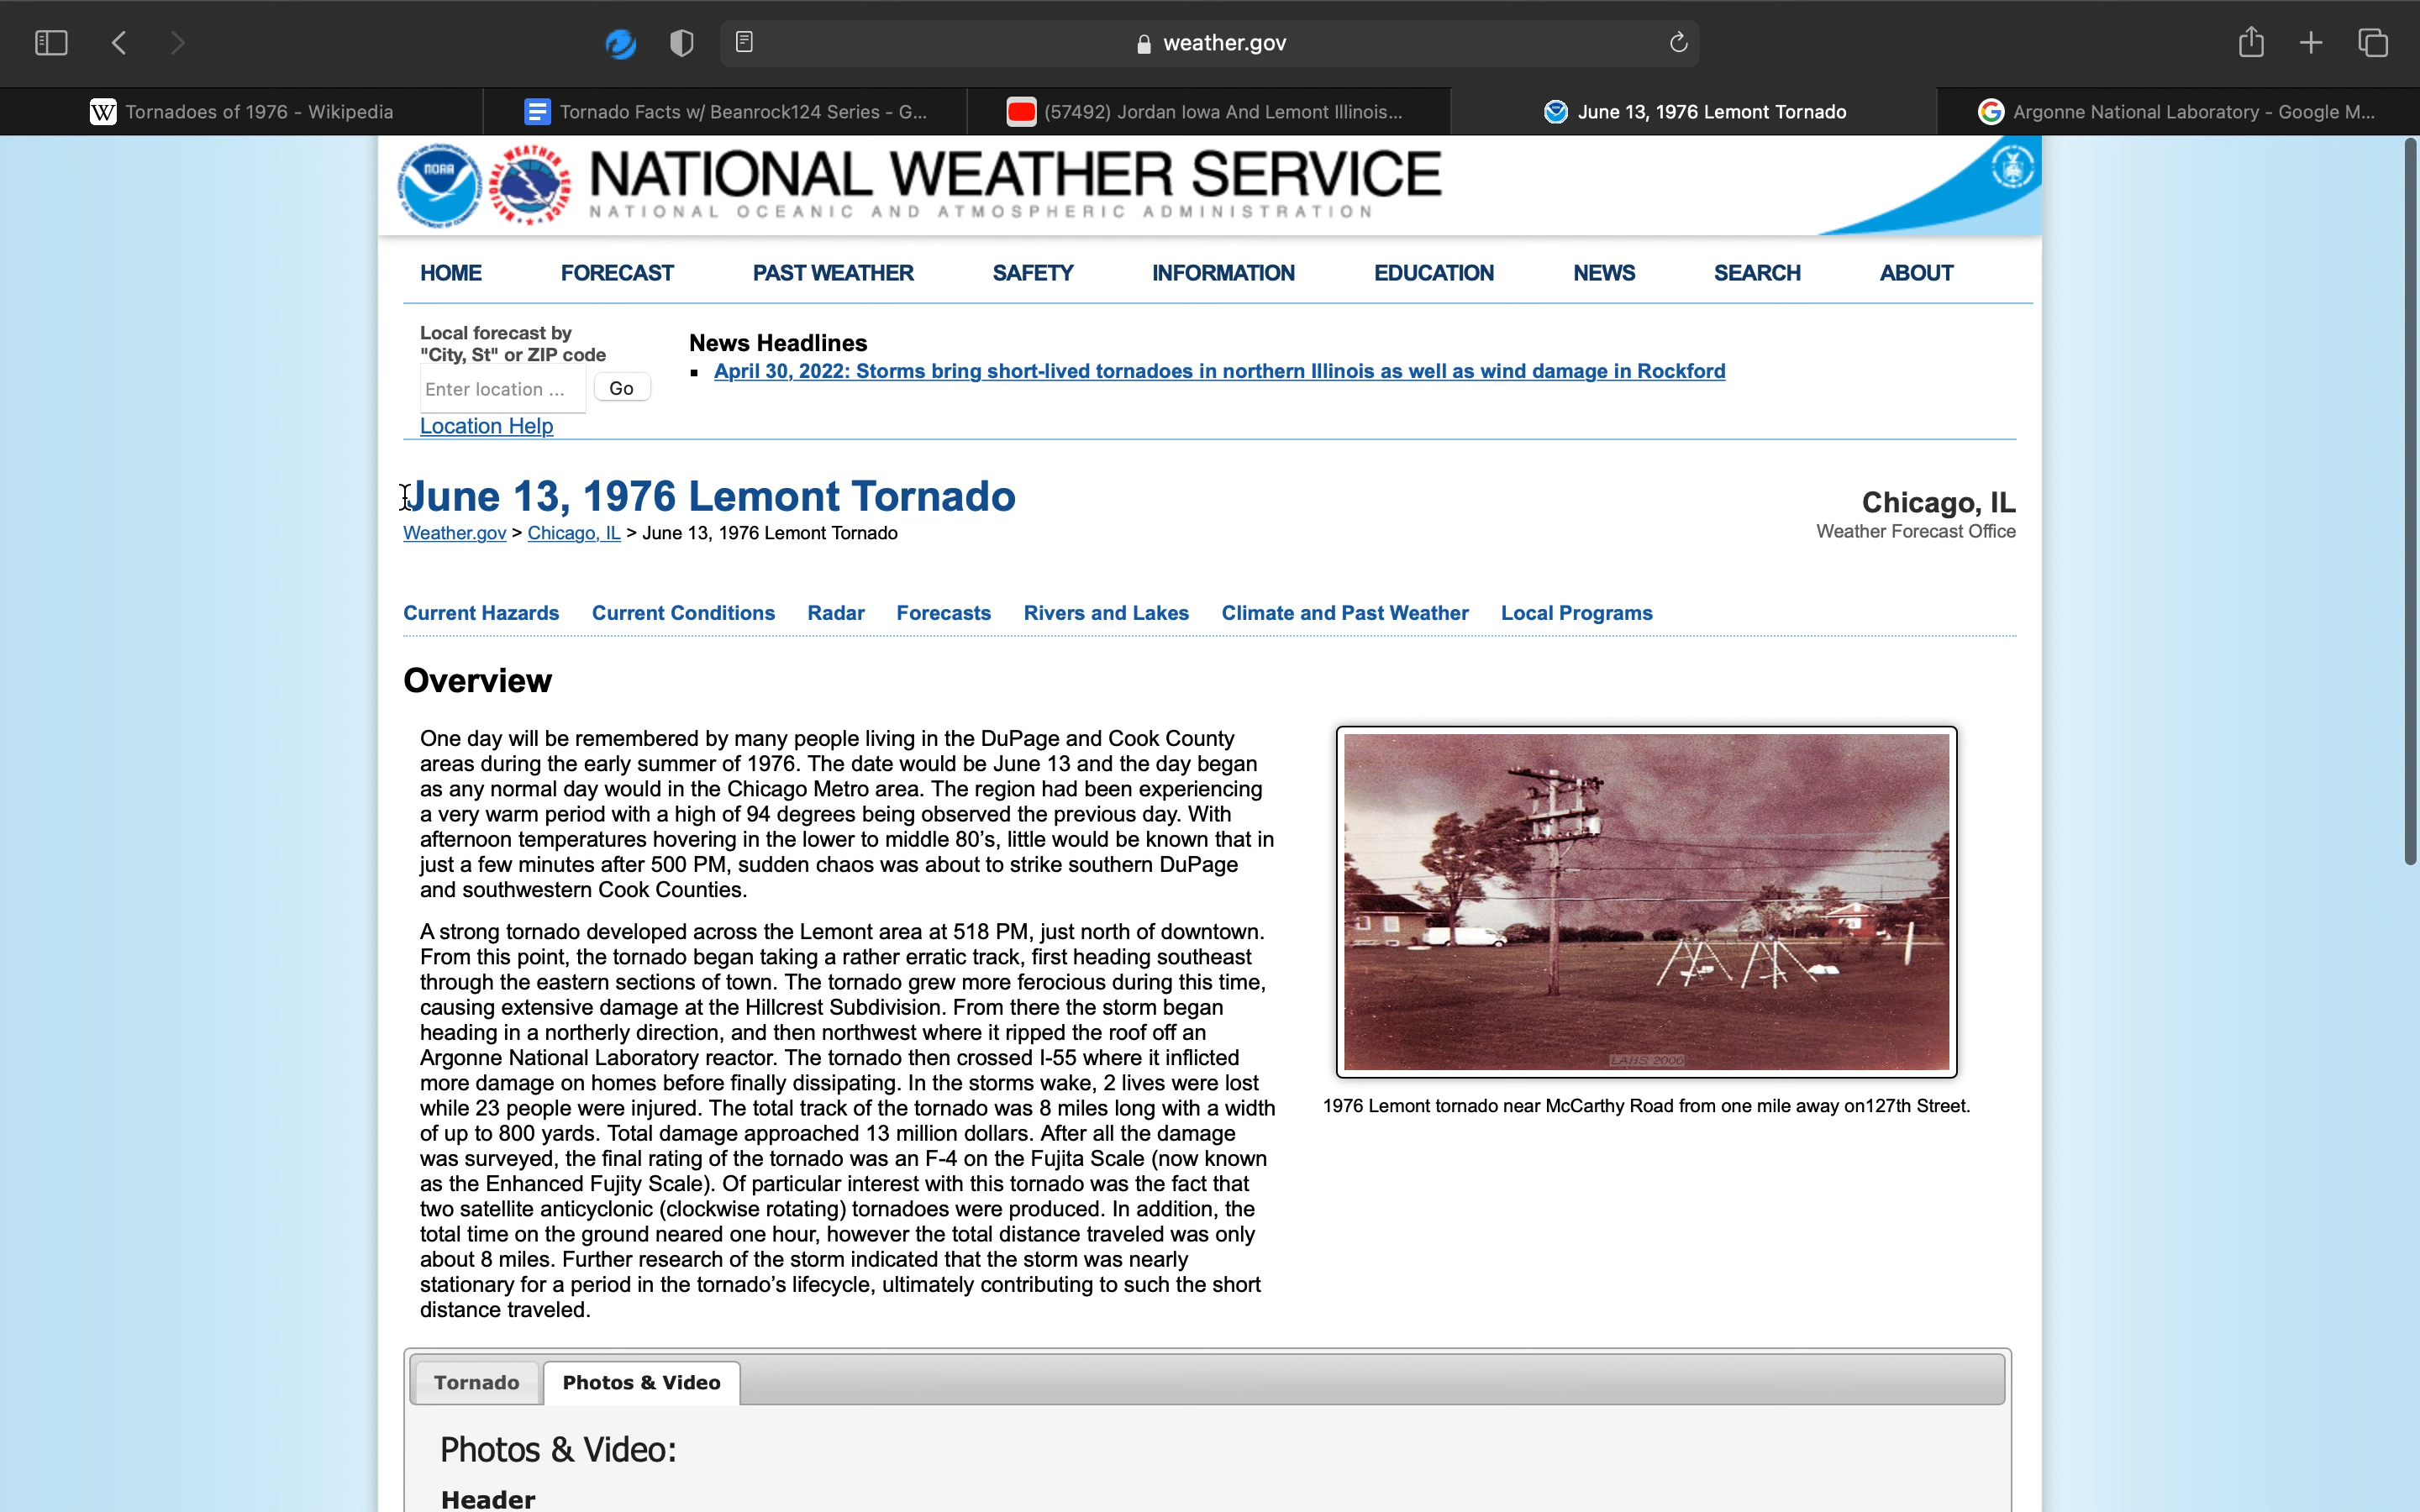 weather.gov
Tornadoes of 1976 - Wikipedia
Tornado Facts w/ Beanrock124 Series - G...
(57492) Jordan Iowa And Lemont Illinois...
June 13, 1976 Lemont Tornado
Argonne National Laboratory - Google M...
NOAA
NATIONAL WEATHER SERVICE
NATIONAL OCEANIC AND ATMOSPHERIC ADMINISTRATION
HOME FORECAST PAST WEATHER SAFETY INFORMATION EDUCATION NEWS SEARCH ABOUT
Local forecast by
"City, St" or ZIP code
Enter location ...
Go
Location Help
News Headlines
April 30, 2022: Storms bring short-lived tornadoes in northern Illinois as well as wind damage in Rockford
June 13, 1976 Lemont Tornado
Weather.gov > Chicago, IL > June 13, 1976 Lemont Tornado
Chicago, IL
Weather Forecast Office
Current Hazards Current Conditions Radar Forecasts Rivers and Lakes Climate and Past Weather Local Programs
Overview
One day will be remembered by many people living in the DuPage and Cook County
areas during the early summer of 1976. The date would be June 13 and the day began
as any normal day would in the Chicago Metro area. The region had been experiencing
a very warm period with a high of 94 degrees being observed the previous day. With
afternoon temperatures hovering in the lower to middle 80's, little would be known that in
just a few minutes after 500 PM, sudden chaos was about to strike southern DuPage
and southwestern Cook Counties.
A strong tornado developed across the Lemont area at 518 PM, just north of downtown.
From this point, the tornado began taking a rather erratic track, first heading southeast
through the eastern sections of town. The tornado grew more ferocious during this time,
causing extensive damage at the Hillcrest Subdivision. From there the storm began
heading in a northerly direction, and then northwest where it ripped the roof off an
Argonne National Laboratory reactor. The tornado then crossed I-55 where it inflicted
more damage on homes before finally dissipating. In the storms wake, 2 lives were lost
while 23 people were injured. The total track of the tornado was 8 miles long with a width
of up to 800 yards. Total damage approached 13 million dollars. After all the damage
was surveyed, the final rating of the tornado was an F-4 on the Fujita Scale (now known
as the Enhanced Fujity Scale). Of particular interest with this tornado was the fact that
two satellite anticyclonic (clockwise rotating) tornadoes were produced. In addition, the
total time on the ground neared one hour, however the total distance traveled was only
about 8 miles. Further research of the storm indicated that the storm was nearly
stationary for a period in the tornado's lifecycle, ultimately contributing to such the short
distance traveled.
LAHS 2006
1976 Lemont tornado near McCarthy Road from one mile away on127th Street.
Tornado
Photos & Video
Photos & Video:
Header